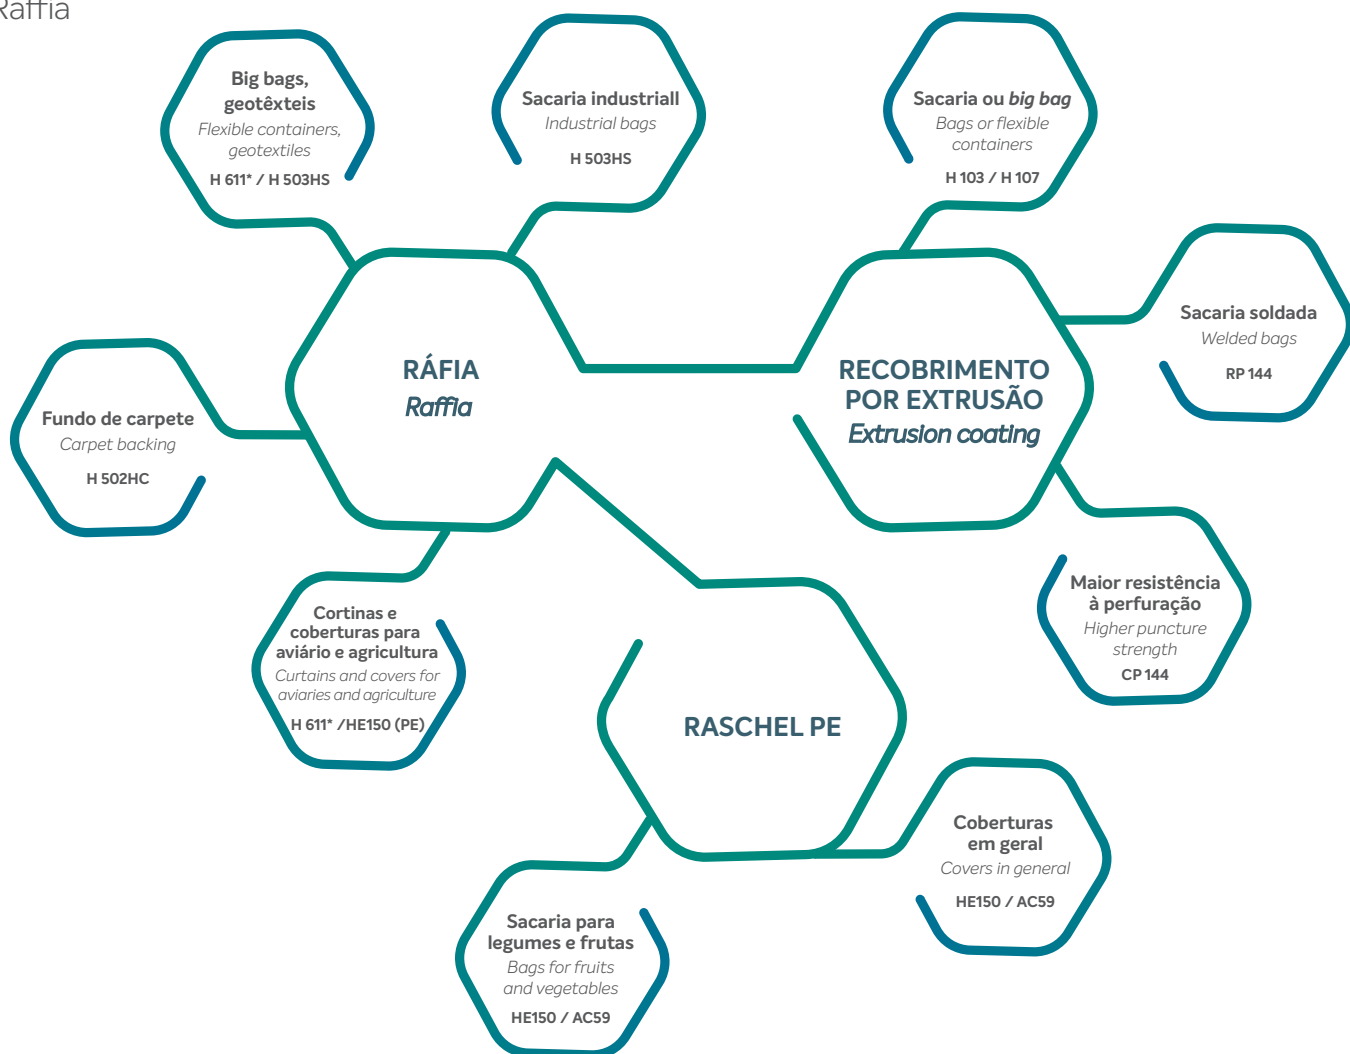 Raffia
Big bags,
geotêxteis
Flexible containers,
geotextiles
H 611* / H 503HS
Sacaria industriall
Industrial bags
H 503HS
Sacaria ou big bag
Bags or flexible
containers
H 103 / H 107
Sacaria soldada
Welded bags
RP 144
RÁFIA
Raffia
RECOBRIMENTO
POR EXTRUSÃO
Extrusion coating
Fundo de carpete
Carpet backing
H 502HC
Maior resistência
à perfuração
Higher puncture
strength
CP 144
Cortinas e
coberturas para
aviário e agricultura
Curtains and covers for
aviaries and agriculture
H 611* /HE150 (PE)
RASCHEL PE
Coberturas
em geral
Covers in general
HE150 / AC59
Sacaria para
legumes e frutas
Bags for fruits
and vegetables
HE150 / AC59